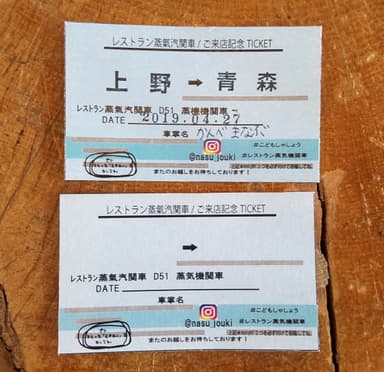 レストラン蒸氣汽関車/ご来店記念 TICKET
上野 ➡ 青森
レストラン蒸氣汽関車 D51 蒸機機関車
DATE 2019.04.27
車掌名 かんべまなぶ
@nasu_jouki
#こどもしゃしょう
#レストラン蒸気機関車
またのお越しをお待ちしております!
レストラン蒸氣汽関車/ご来店記念 TICKET
➡
レストラン蒸氣汽関車 D51 蒸気機関車
DATE
車掌名
@nasu_jouki
#こどもしゃしょう
#レストラン蒸気機関車
またのお越しをお待ちしております!